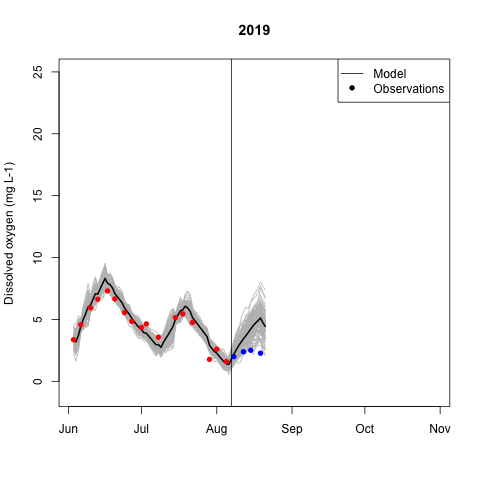 2019
Model
Observations
Dissolved oxygen (mg L-1)
25
20
15
10
5
0
Jun Jul Aug Sep Oct Nov